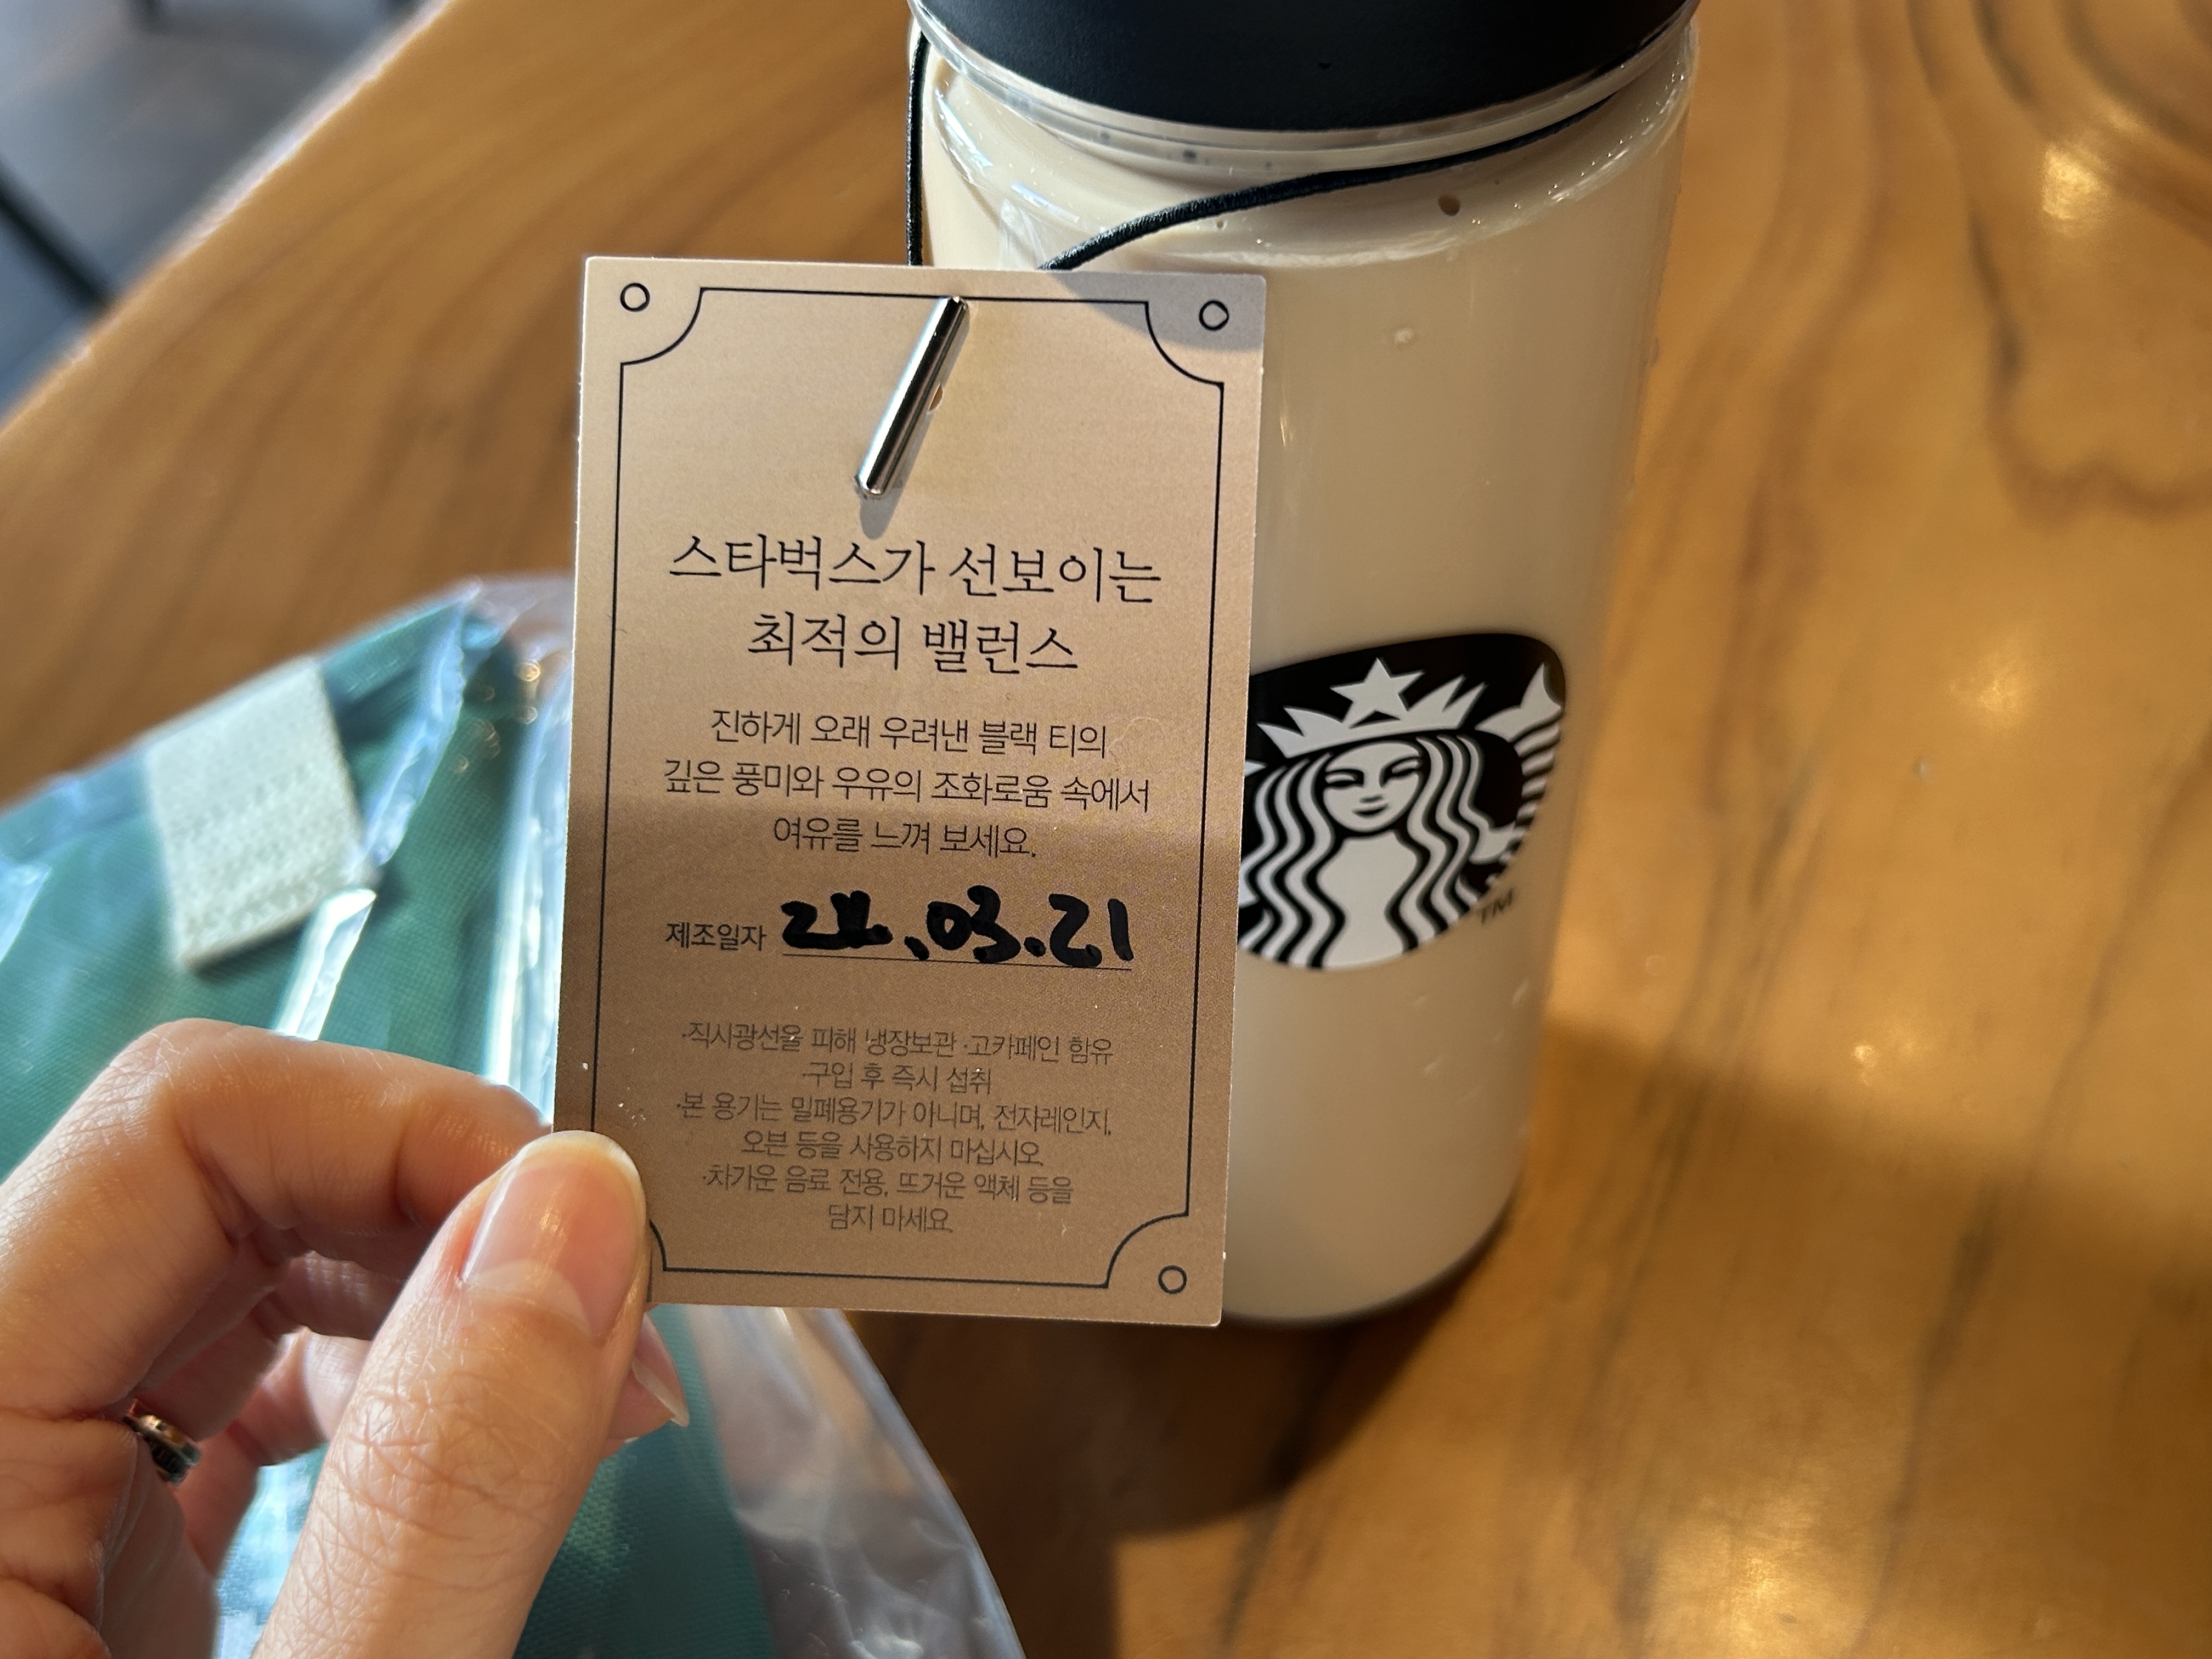 스타벅스가 선보이는
최적의 밸런스
진하게 오래 우려낸 블랙 티의
깊은 풍미와 우유의 조화로움 속에서
여유를 느껴 보세요.
제조일자 22.03.21
·직사광선을 피해 냉장보관 ·고카페인 함유
·구입 후 즉시 섭취
·본 용기는 밀폐용기가 아니며, 전자레인지,
오븐 등을 사용하지 마십시오.
·차가운 음료 전용, 뜨거운 액체 등을
담지 마세요.
TM